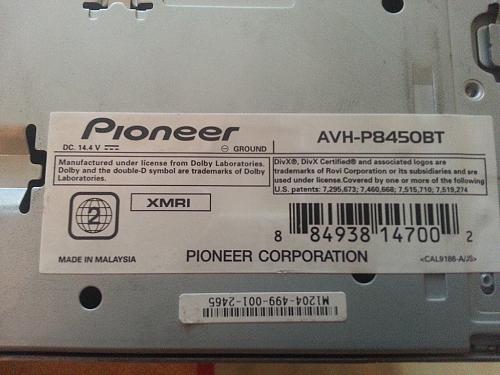 Pioneer
DC. 14.4 V ⎓ ⊖ GROUND
AVH-P8450BT
Manufactured under license from Dolby Laboratories.
Dolby and the double-D symbol are trademarks of Dolby
Laboratories.
DivX®, DivX Certified® and associated logos are
trademarks of Rovi Corporation or its subsidiaries and are
used under license.Covered by one or more of the following
U.S. patents: 7,295,673; 7,460,668; 7,515,710; 7,519,274
2
XMRI
8 84938 14700 2
MADE IN MALAYSIA
PIONEER CORPORATION
<CAL9186-A/JS>
M1204-499-001-2465